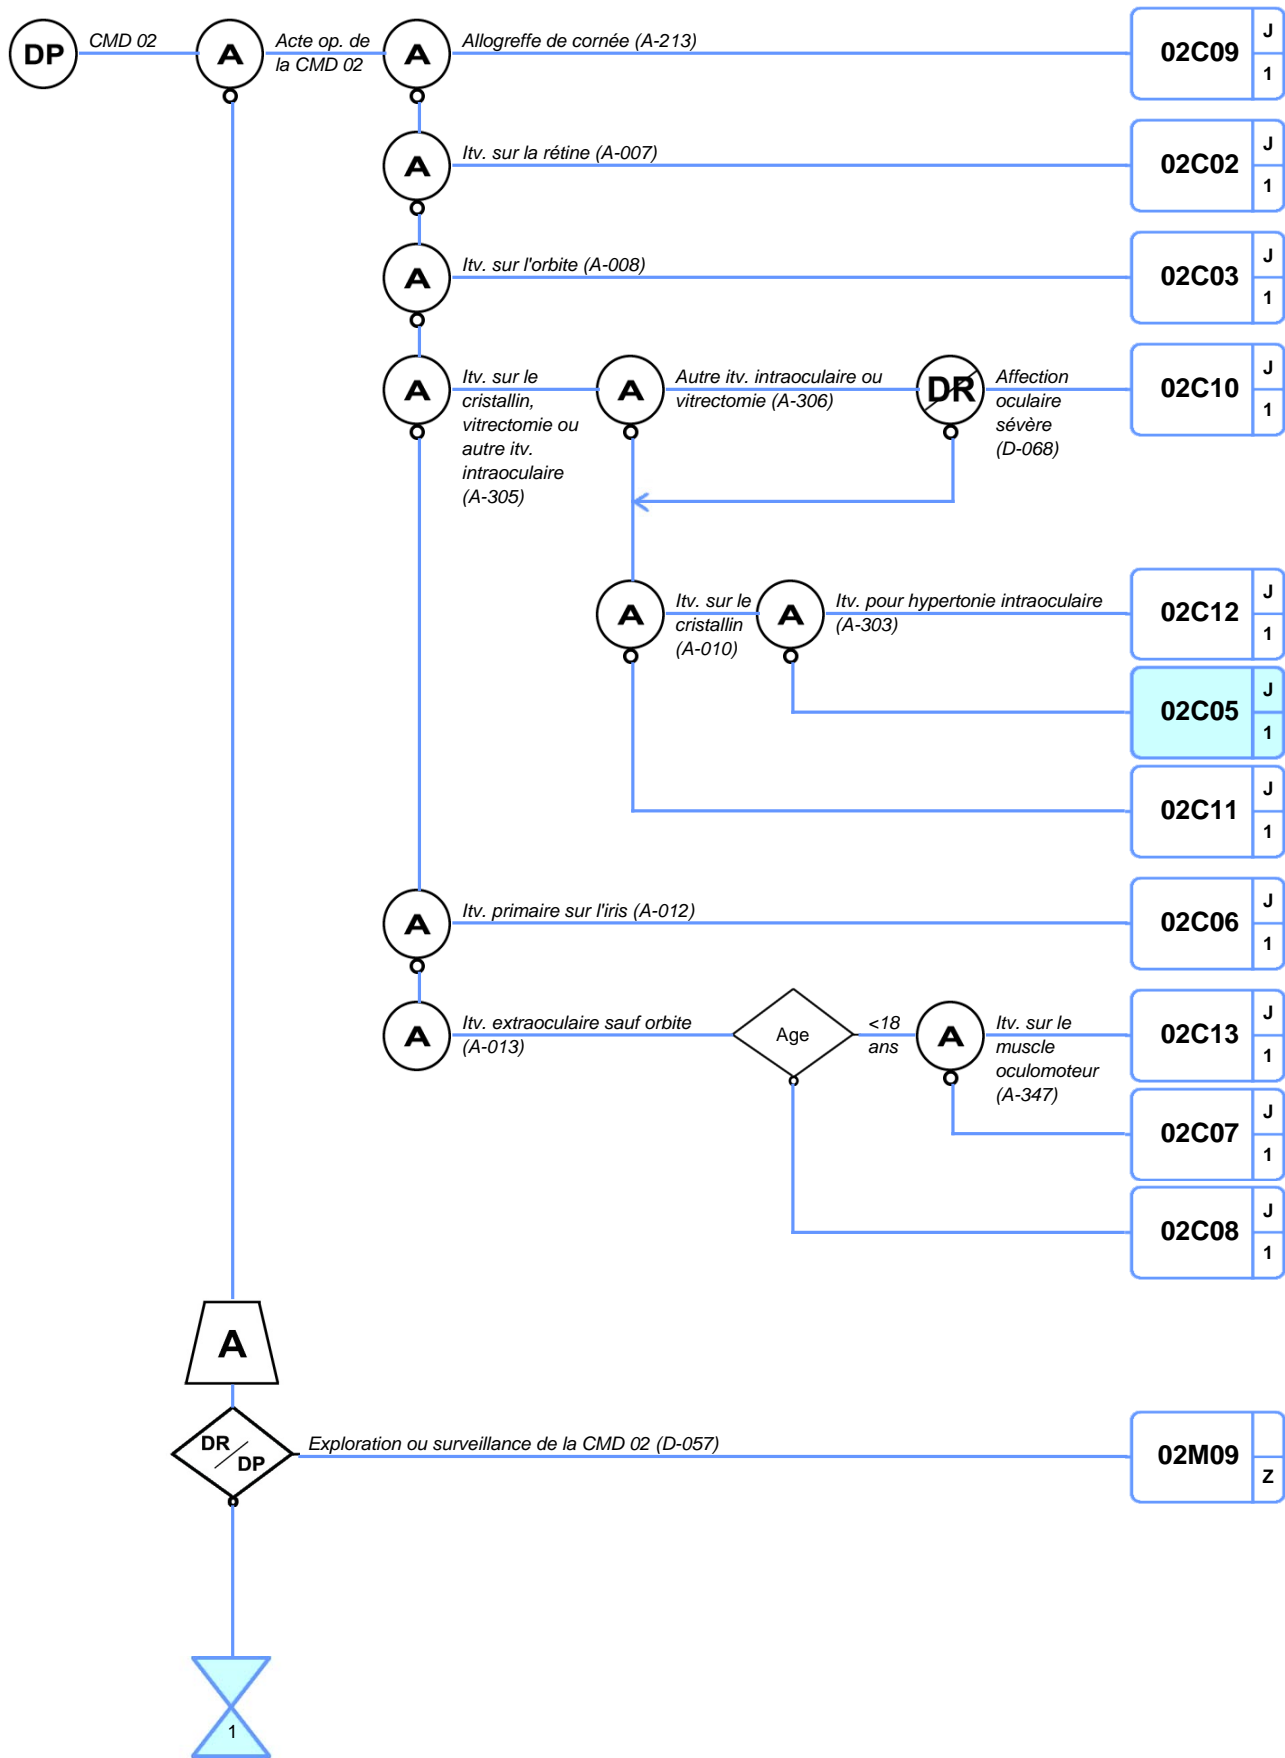 DP
CMD 02
A
Acte op. de
la CMD 02
A
Allogreffe de cornée (A-213)
02C09
J
1
A
Itv. sur la rétine (A-007)
02C02
J
1
A
Itv. sur l'orbite (A-008)
02C03
J
1
A
Itv. sur le
cristallin,
vitrectomie ou
autre itv.
intraoculaire
(A-305)
A
Autre itv. intraoculaire ou
vitrectomie (A-306)
DR
Affection
oculaire
sévère
(D-068)
02C10
J
1
A
Itv. sur le
cristallin
(A-010)
A
Itv. pour hypertonie intraoculaire
(A-303)
02C12
J
1
02C05
J
1
02C11
J
1
A
Itv. primaire sur l'iris (A-012)
02C06
J
1
A
Itv. extraoculaire sauf orbite
(A-013)
Age
<18
ans
A
Itv. sur le
muscle
oculomoteur
(A-347)
02C13
J
1
02C07
J
1
02C08
J
1
A
DR
DP
Exploration ou surveillance de la CMD 02 (D-057)
02M09
Z
1